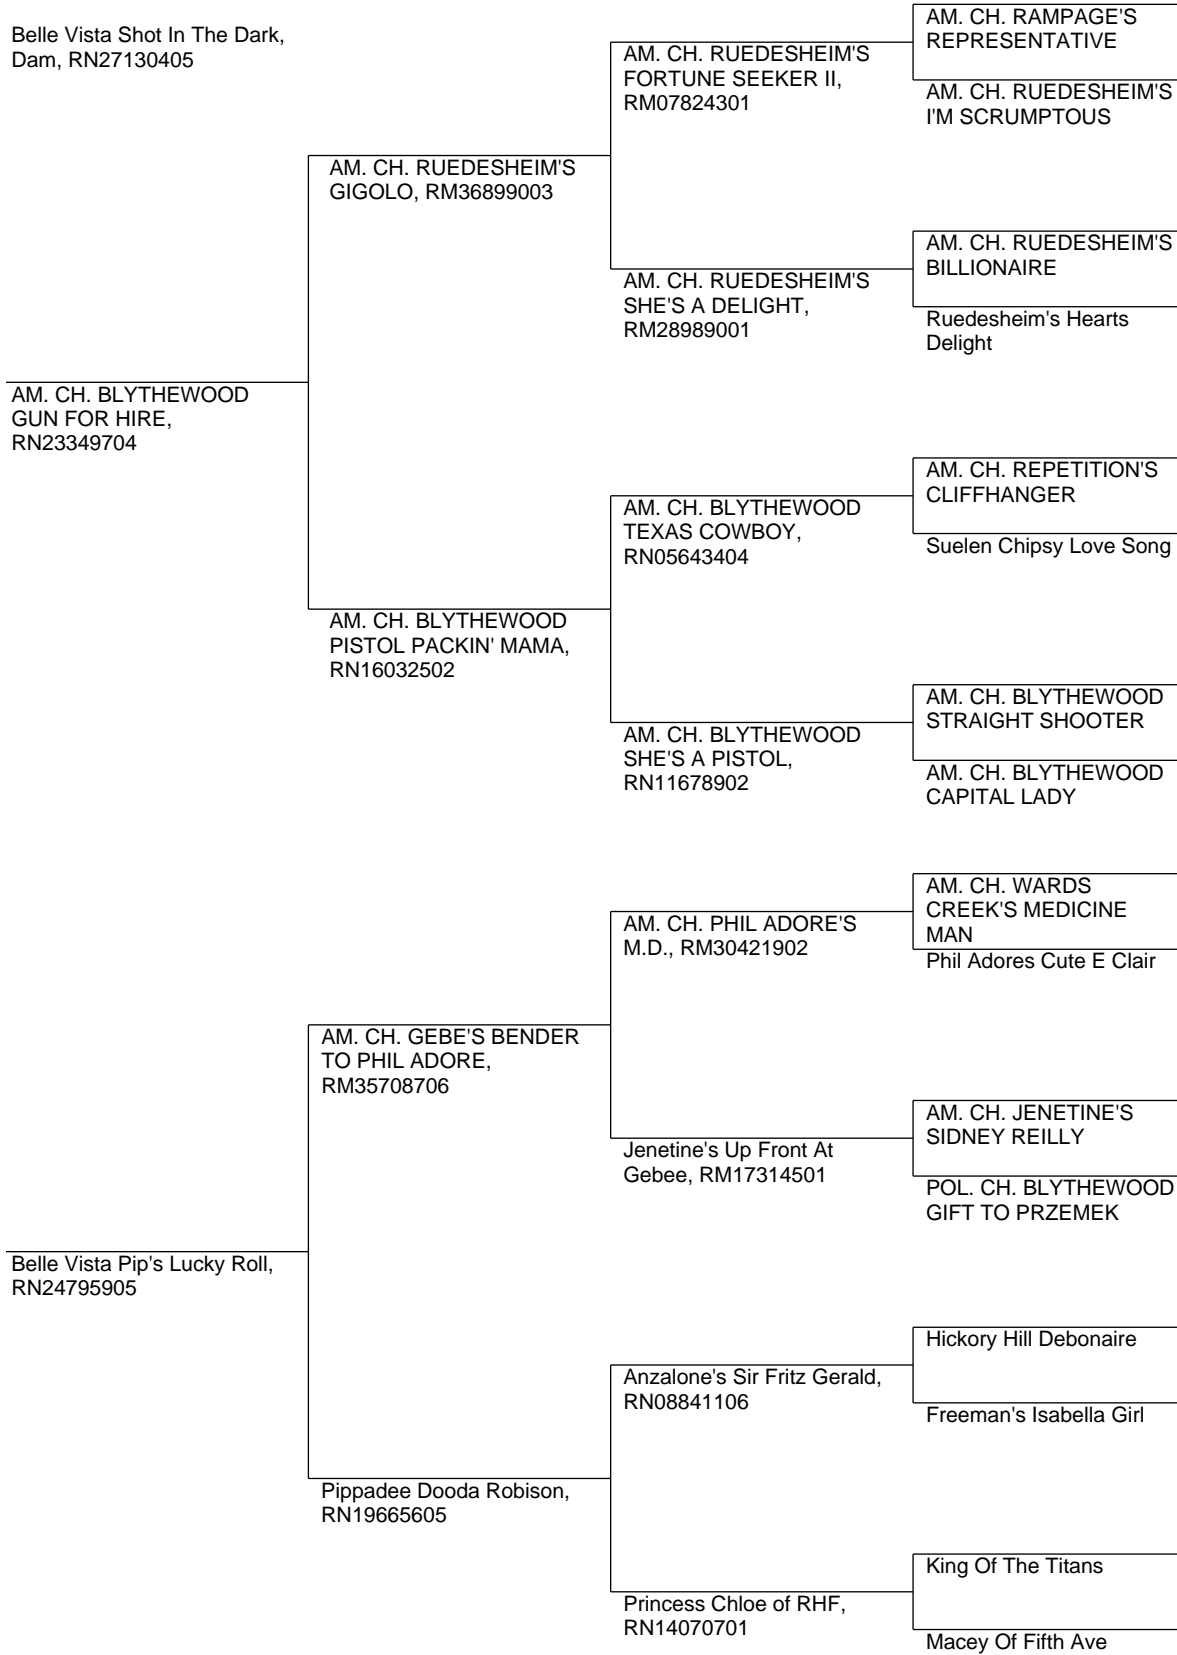 Belle Vista Shot In The Dark,
Dam, RN27130405
AM. CH. BLYTHEWOOD
GUN FOR HIRE,
RN23349704
Belle Vista Pip's Lucky Roll,
RN24795905
AM. CH. RUEDESHEIM'S
GIGOLO, RM36899003
AM. CH. BLYTHEWOOD
PISTOL PACKIN' MAMA,
RN16032502
AM. CH. GEBE'S BENDER
TO PHIL ADORE,
RM35708706
Pippadee Dooda Robison,
RN19665605
AM. CH. RUEDESHEIM'S
FORTUNE SEEKER II,
RM07824301
AM. CH. RUEDESHEIM'S
SHE'S A DELIGHT,
RM28989001
AM. CH. BLYTHEWOOD
TEXAS COWBOY,
RN05643404
AM. CH. BLYTHEWOOD
SHE'S A PISTOL,
RN11678902
AM. CH. PHIL ADORE'S
M.D., RM30421902
Jenetine's Up Front At
Gebee, RM17314501
Anzalone's Sir Fritz Gerald,
RN08841106
Princess Chloe of RHF,
RN14070701
AM. CH. RAMPAGE'S
REPRESENTATIVE
AM. CH. RUEDESHEIM'S
I'M SCRUMPTOUS
AM. CH. RUEDESHEIM'S
BILLIONAIRE
Ruedesheim's Hearts
Delight
AM. CH. REPETITION'S
CLIFFHANGER
Suelen Chipsy Love Song
AM. CH. BLYTHEWOOD
STRAIGHT SHOOTER
AM. CH. BLYTHEWOOD
CAPITAL LADY
AM. CH. WARDS
CREEK'S MEDICINE
MAN
Phil Adores Cute E Clair
AM. CH. JENETINE'S
SIDNEY REILLY
POL. CH. BLYTHEWOOD
GIFT TO PRZEMEK
Hickory Hill Debonaire
Freeman's Isabella Girl
King Of The Titans
Macey Of Fifth Ave